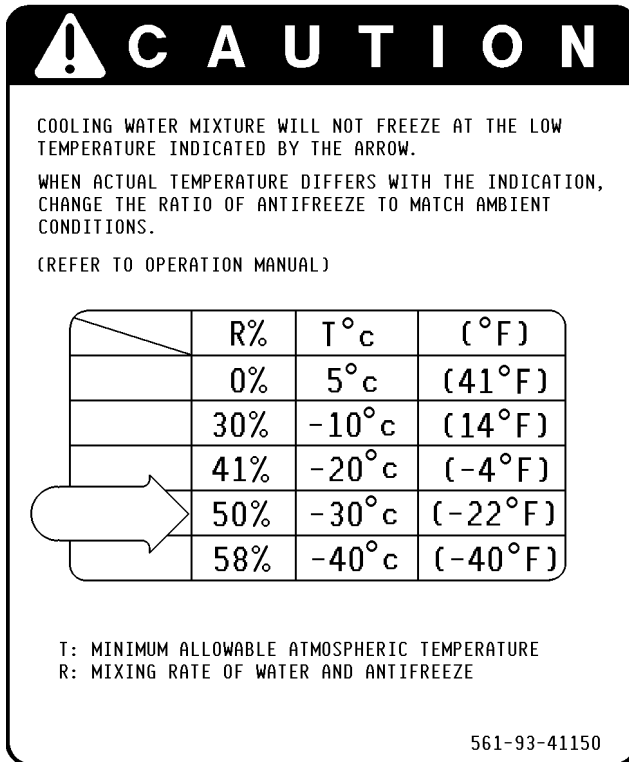 CAUTION
COOLING WATER MIXTURE WILL NOT FREEZE AT THE LOW
TEMPERATURE INDICATED BY THE ARROW.
WHEN ACTUAL TEMPERATURE DIFFERS WITH THE INDICATION,
CHANGE THE RATIO OF ANTIFREEZE TO MATCH AMBIENT
CONDITIONS.
(REFER TO OPERATION MANUAL)
R% T°c (°F)
0% 5°c (41°F)
30% -10°c (14°F)
41% -20°c (-4°F)
50% -30°c (-22°F)
58% -40°c (-40°F)
T: MINIMUM ALLOWABLE ATMOSPHERIC TEMPERATURE
R: MIXING RATE OF WATER AND ANTIFREEZE
561-93-41150